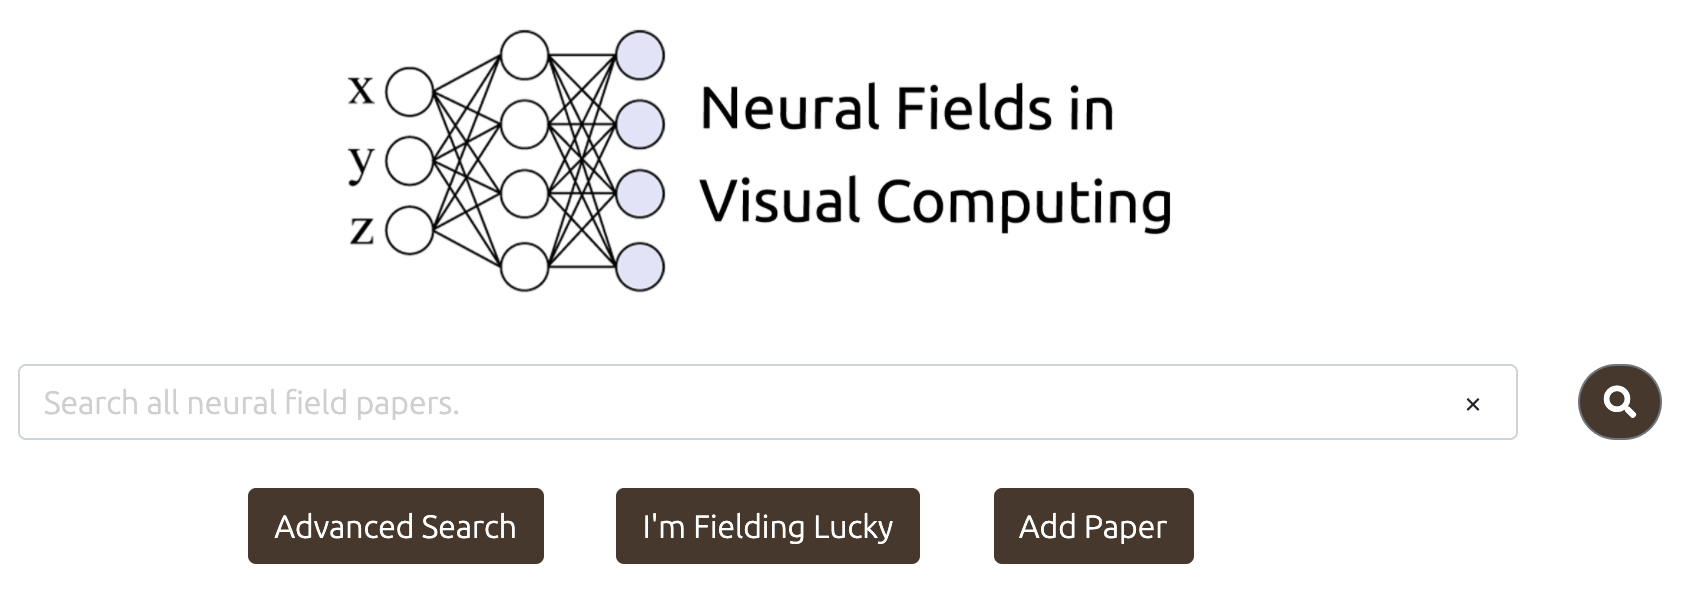 x
y
z
Neural Fields in
Visual Computing
Search all neural field papers.
×
Advanced Search
I'm Fielding Lucky
Add Paper